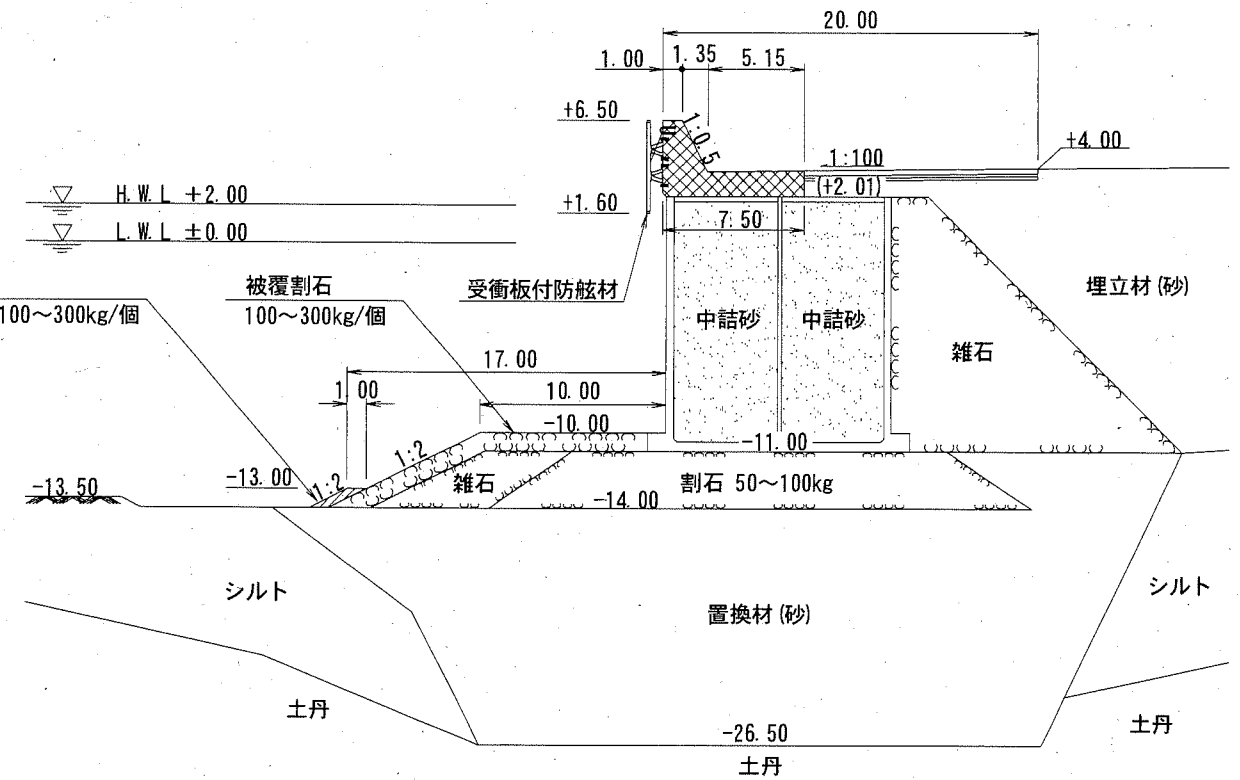 20.00
1.00
1.35
5.15
+6.50
1:0.5
+4.00
1:100
(+2.01)
H.W.L +2.00
+1.60
7.50
L.W.L ±0.00
被覆割石
100～300kg/個
受衝板付防舷材
100～300kg/個
埋立材(砂)
中詰砂
中詰砂
雑石
17.00
1.00
10.00
-10.00
-11.00
1:2
-13.00
1:2
-13.50
雑石
割石 50～100kg
-14.00
シルト
シルト
置換材(砂)
土丹
土丹
-26.50
土丹